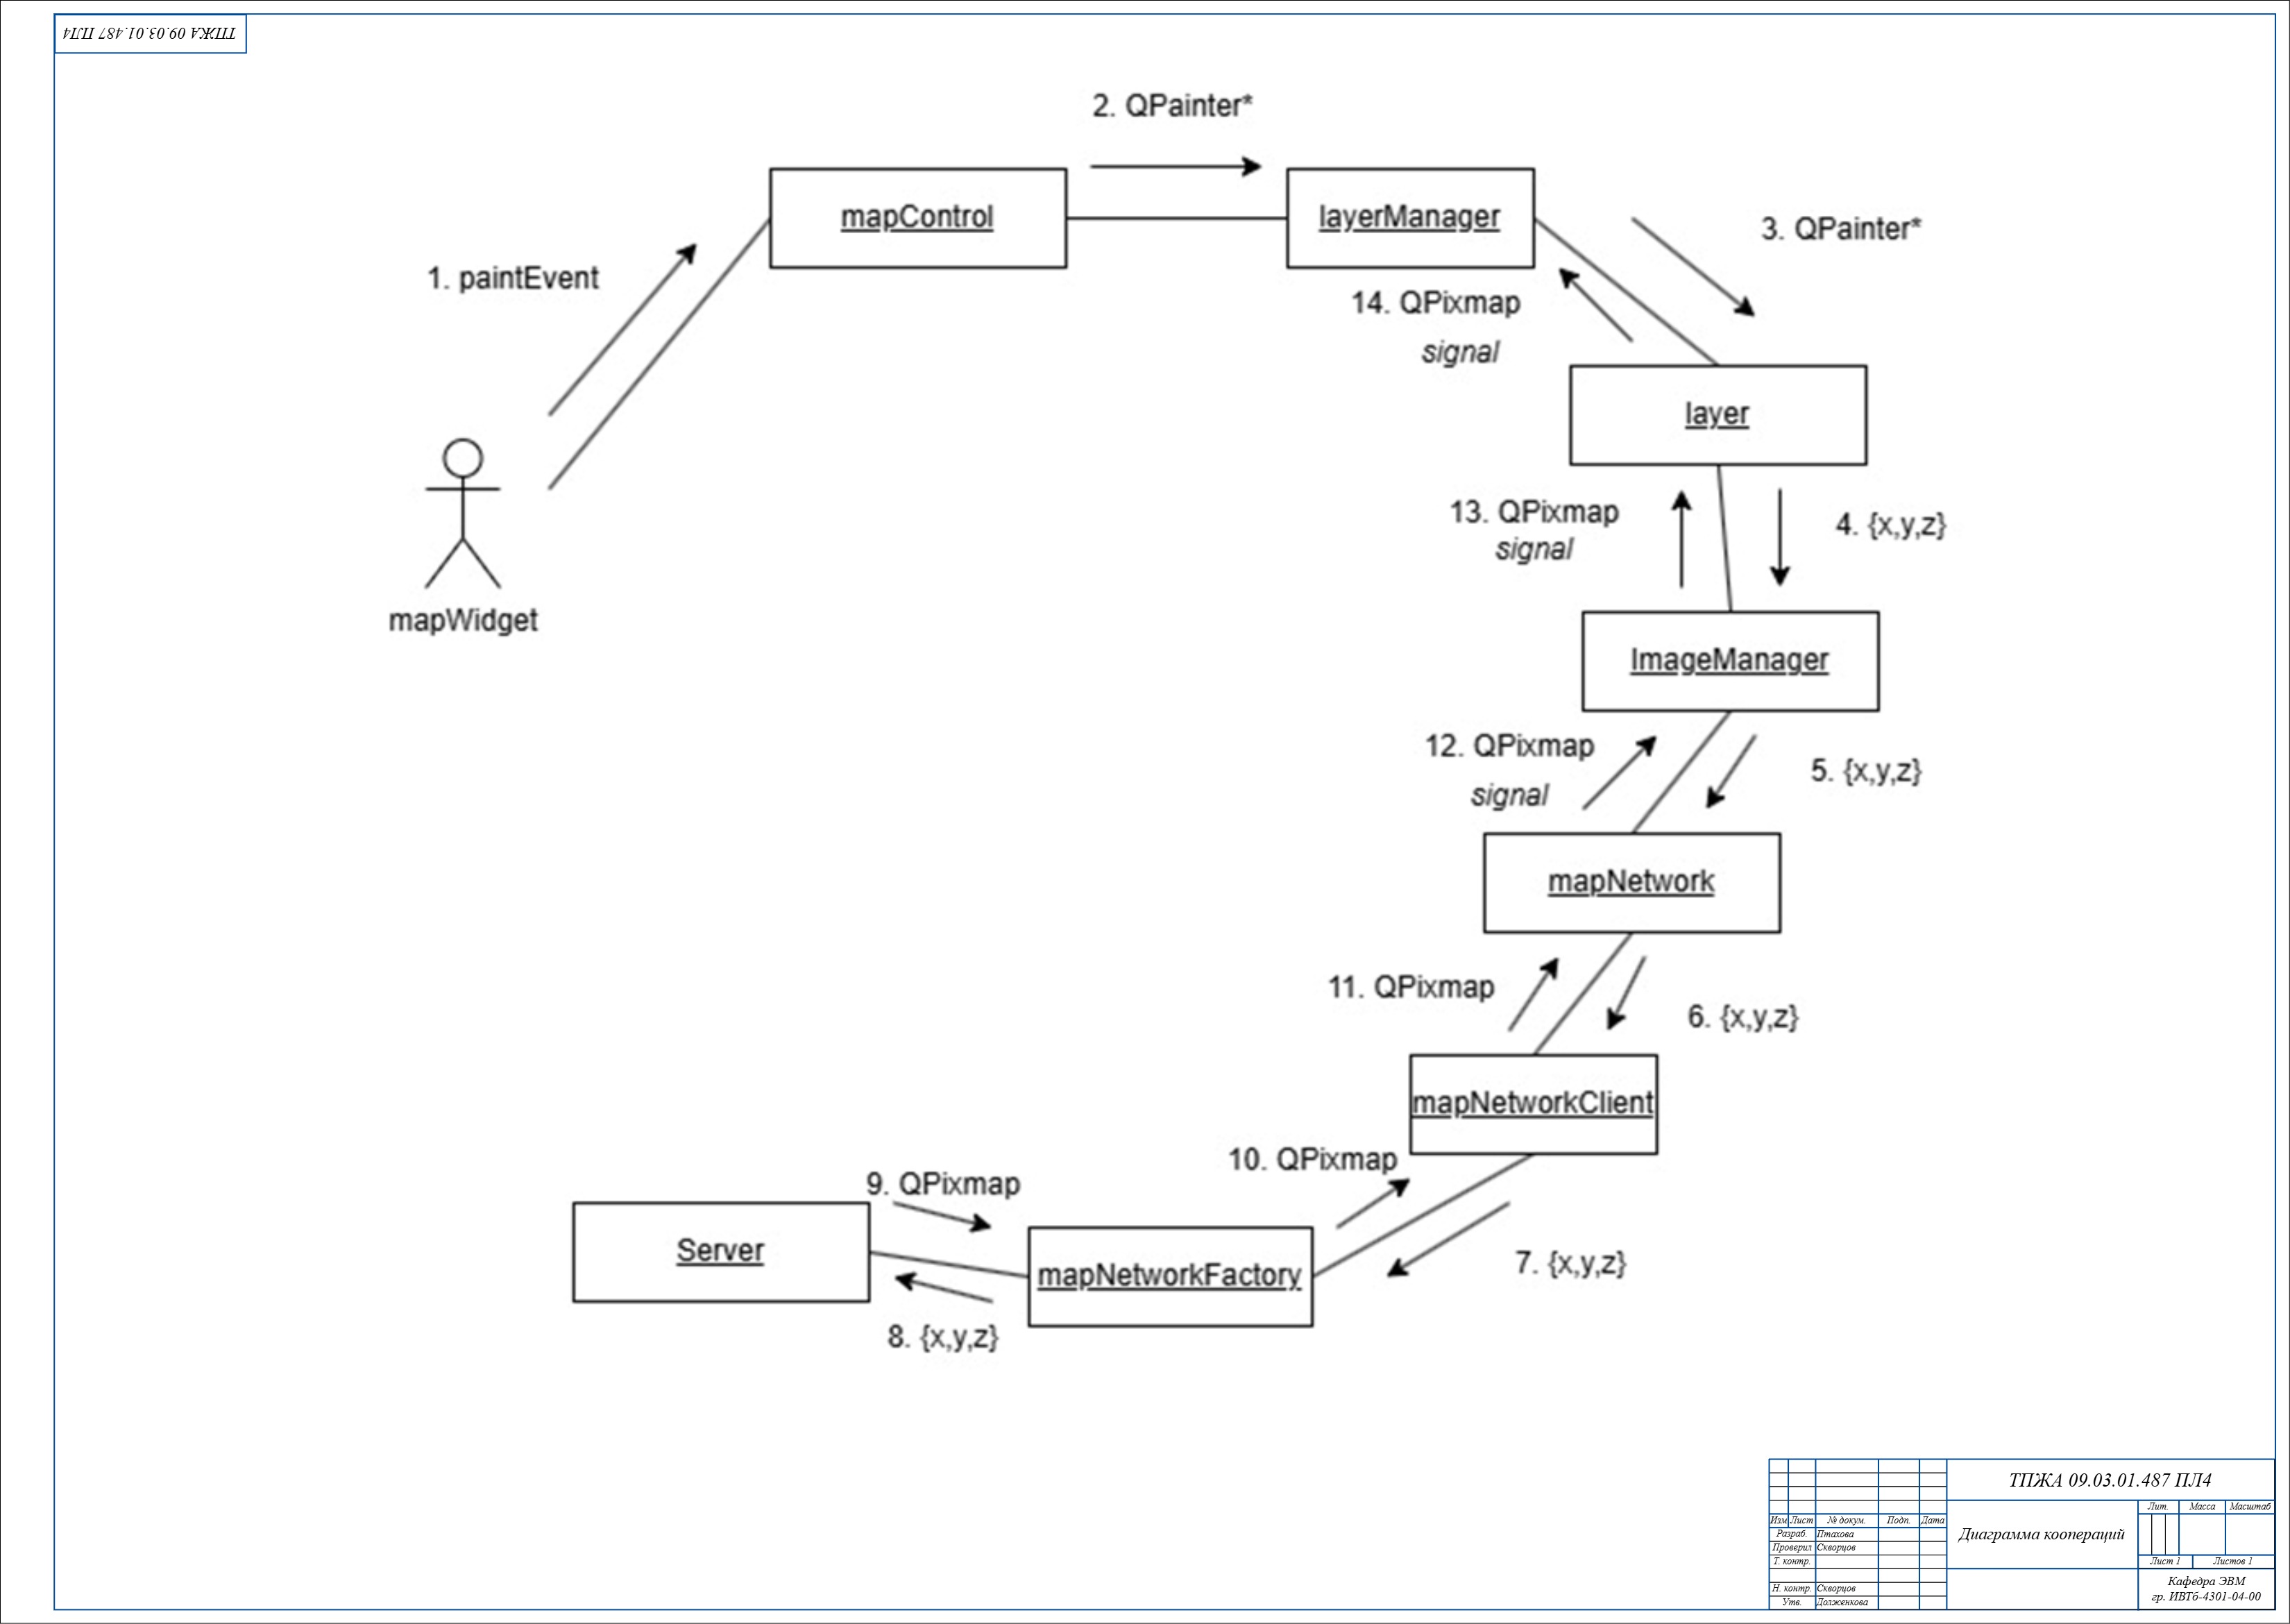 ТПЖА 09.03.01.487 ПЛ4
2. QPainter*
mapControl
layerManager
3. QPainter*
1. paintEvent
14. QPixmap
signal
layer
13. QPixmap
signal
4. {x,y,z}
mapWidget
ImageManager
12. QPixmap
signal
5. {x,y,z}
mapNetwork
11. QPixmap
6. {x,y,z}
mapNetworkClient
10. QPixmap
9. QPixmap
Server
mapNetworkFactory
7. {x,y,z}
8. {x,y,z}
ТПЖА 09.03.01.487 ПЛ4
Лит. Масса Масштаб
Изм Лист № докум. Подп. Дата
Диаграмма коопераций
Разраб. Птахова
Проверил Скворцов
Т. контр.
Лист 1 Листов 1
Н. контр. Скворцов
Утв. Долженкова
Кафедра ЭВМ
гр. ИВТб-4301-04-00